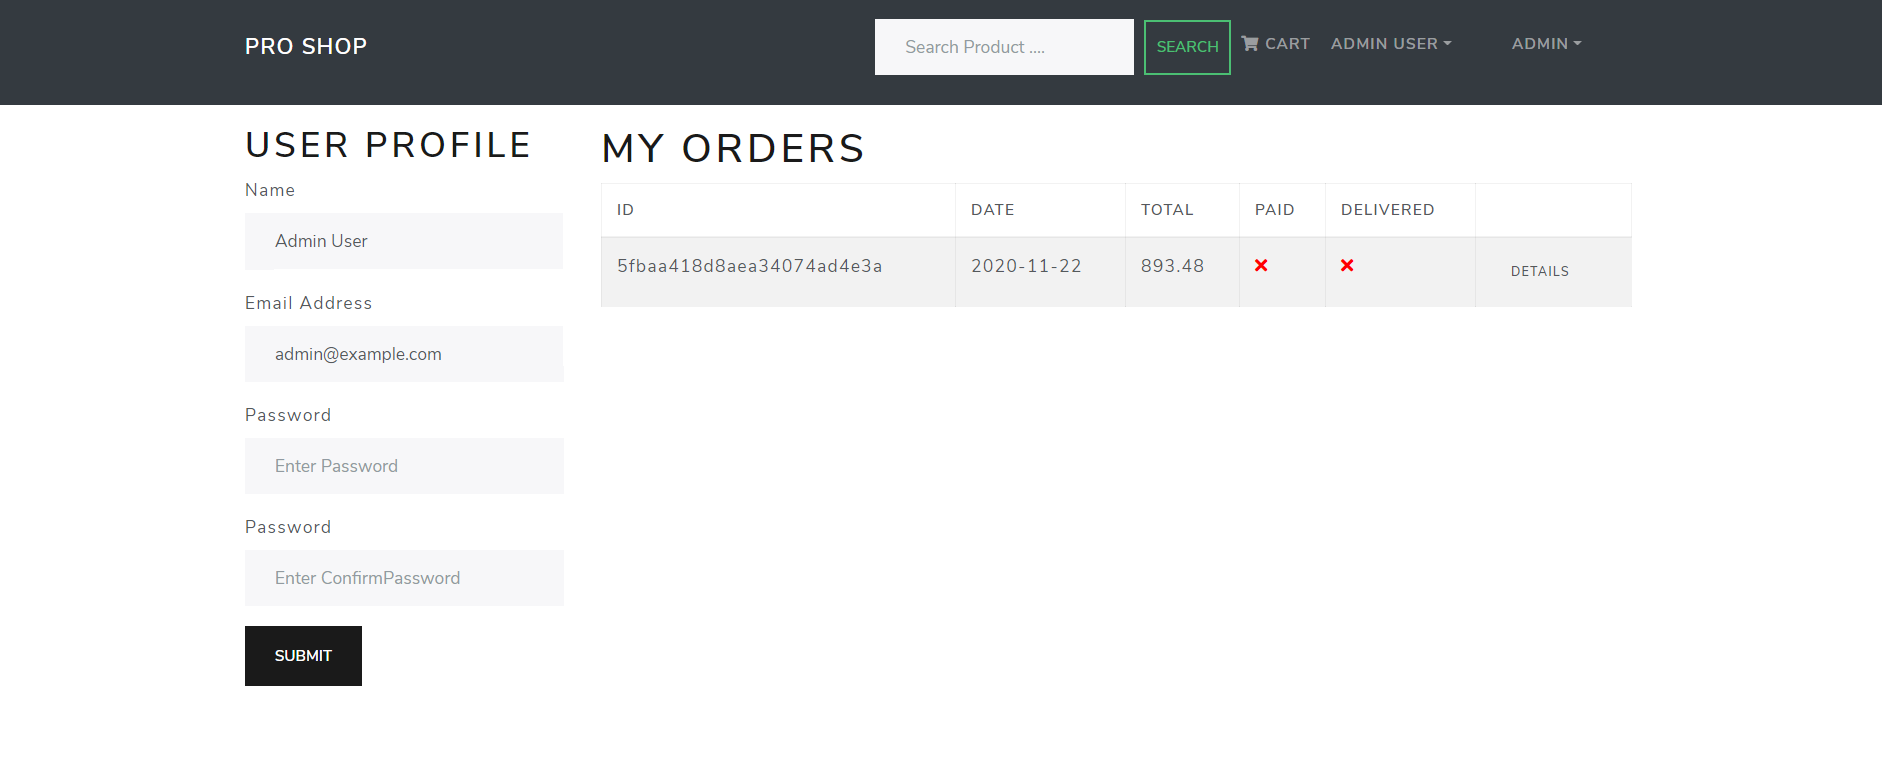 PRO SHOP
Search Product ....
SEARCH
CART
ADMIN USER
ADMIN
USER PROFILE
Name
Admin User
Email Address
admin@example.com
Password
Enter Password
Password
Enter ConfirmPassword
SUBMIT
MY ORDERS
ID DATE TOTAL PAID DELIVERED
5fbaa418d8aea34074ad4e3a 2020-11-22 893.48 DETAILS